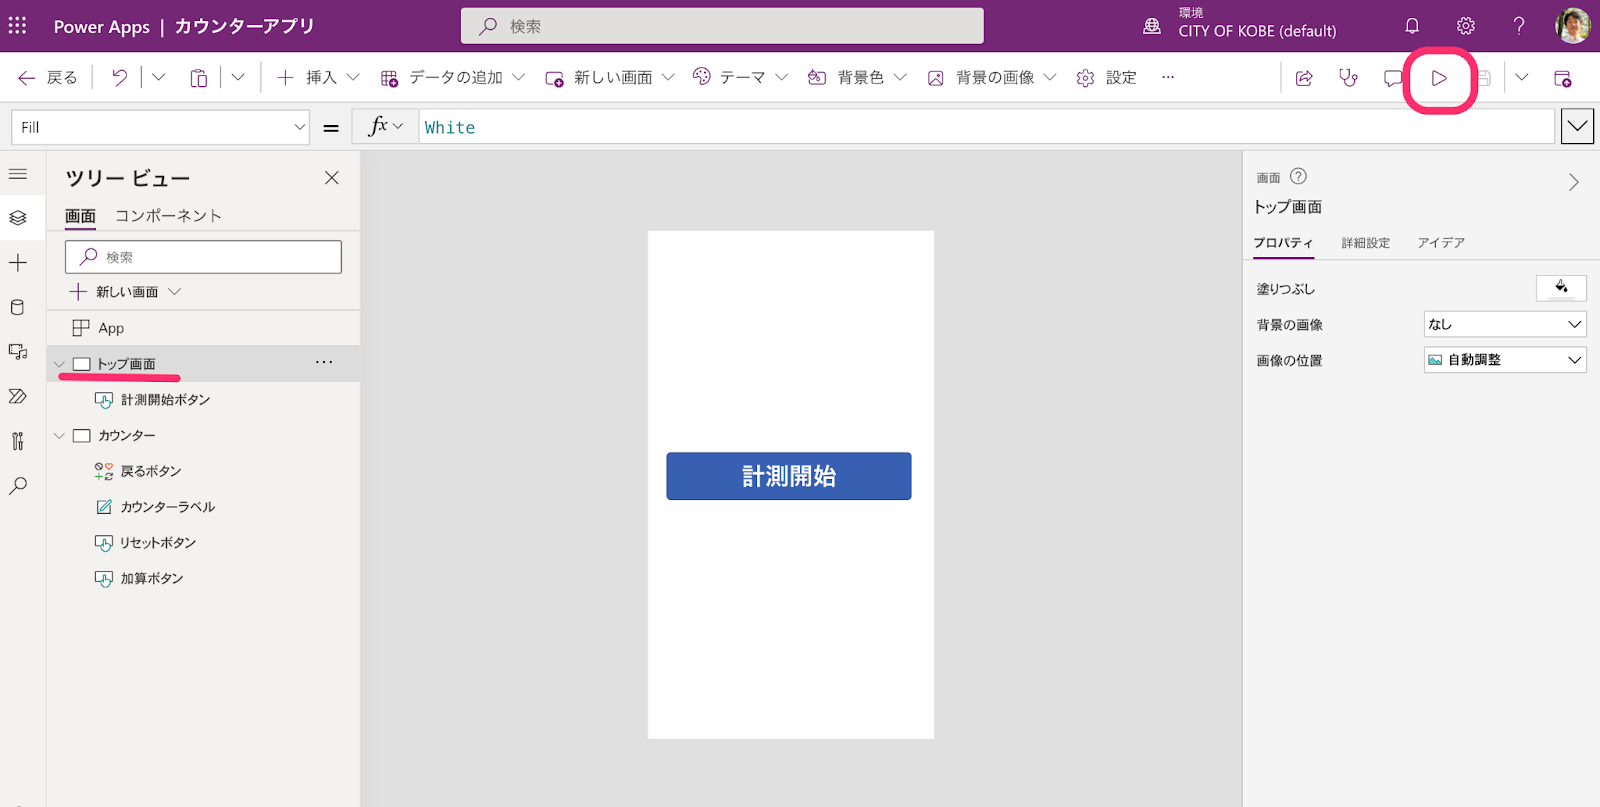 Power Apps | カウンターアプリ
検索
環境
CITY OF KOBE (default)
戻る
挿入
データの追加
新しい画面
テーマ
背景色
背景の画像
設定
Fill
=
fx
White
ツリー ビュー
画面
コンポーネント
検索
新しい画面
App
トップ画面
計測開始ボタン
カウンター
戻るボタン
カウンターラベル
リセットボタン
加算ボタン
計測開始
画面
トップ画面
プロパティ
詳細設定
アイデア
塗りつぶし
背景の画像
なし
画像の位置
自動調整